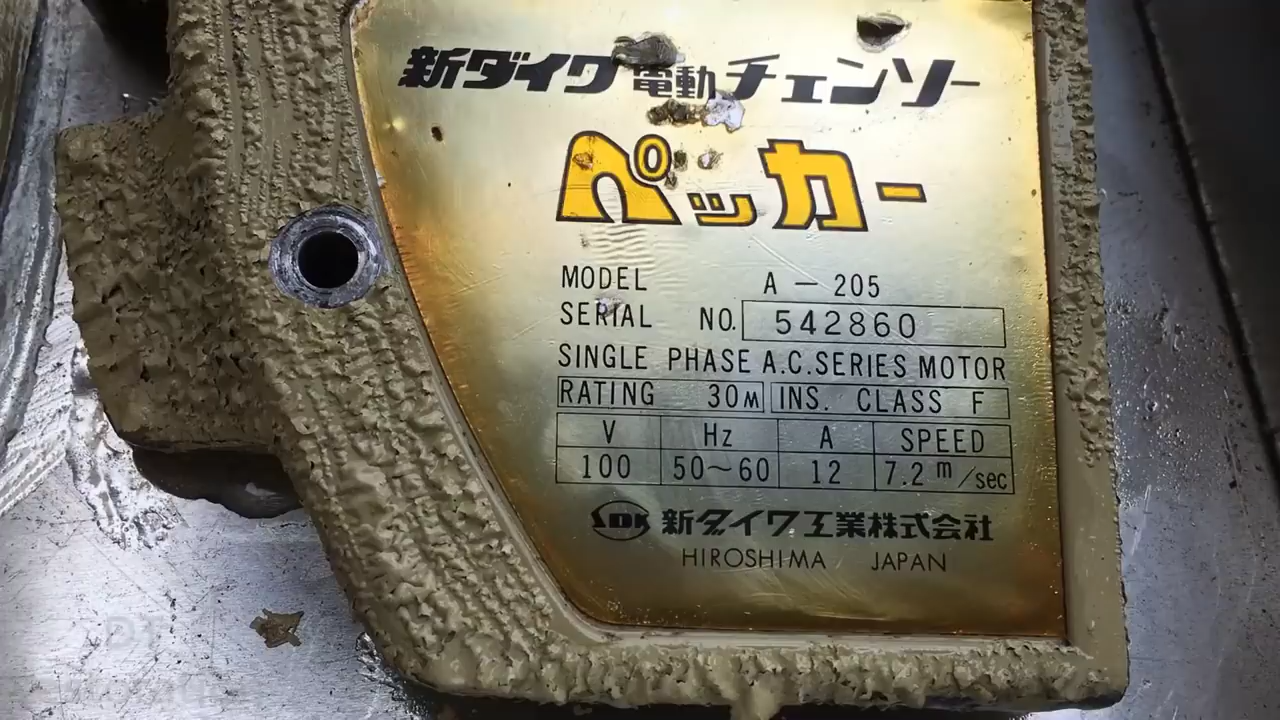 新ダイワ電動チェンソー
ペッカー
MODEL A－205
SERIAL NO. 542860
SINGLE PHASE A.C.SERIES MOTOR
RATING 30M INS. CLASS F
V Hz A SPEED
100 50～60 12 7.2 m/sec
SDK 新ダイワ工業株式会社
HIROSHIMA JAPAN